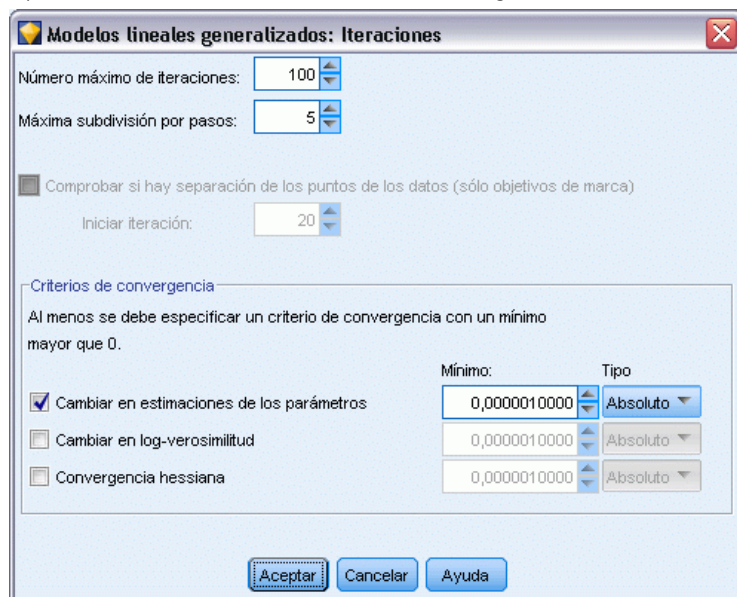 Modelos lineales generalizados: Iteraciones
Número máximo de iteraciones: 100
Máxima subdivisión por pasos: 5
Comprobar si hay separación de los puntos de los datos (sólo objetivos de marca)
Iniciar iteración: 20
Criterios de convergencia
Al menos se debe especificar un criterio de convergencia con un mínimo
mayor que 0.
Mínimo: Tipo
Cambiar en estimaciones de los parámetros 0,0000010000 Absoluto
Cambiar en log-verosimilitud 0,0000010000 Absoluto
Convergencia hessiana 0,0000010000 Absoluto
Aceptar Cancelar Ayuda